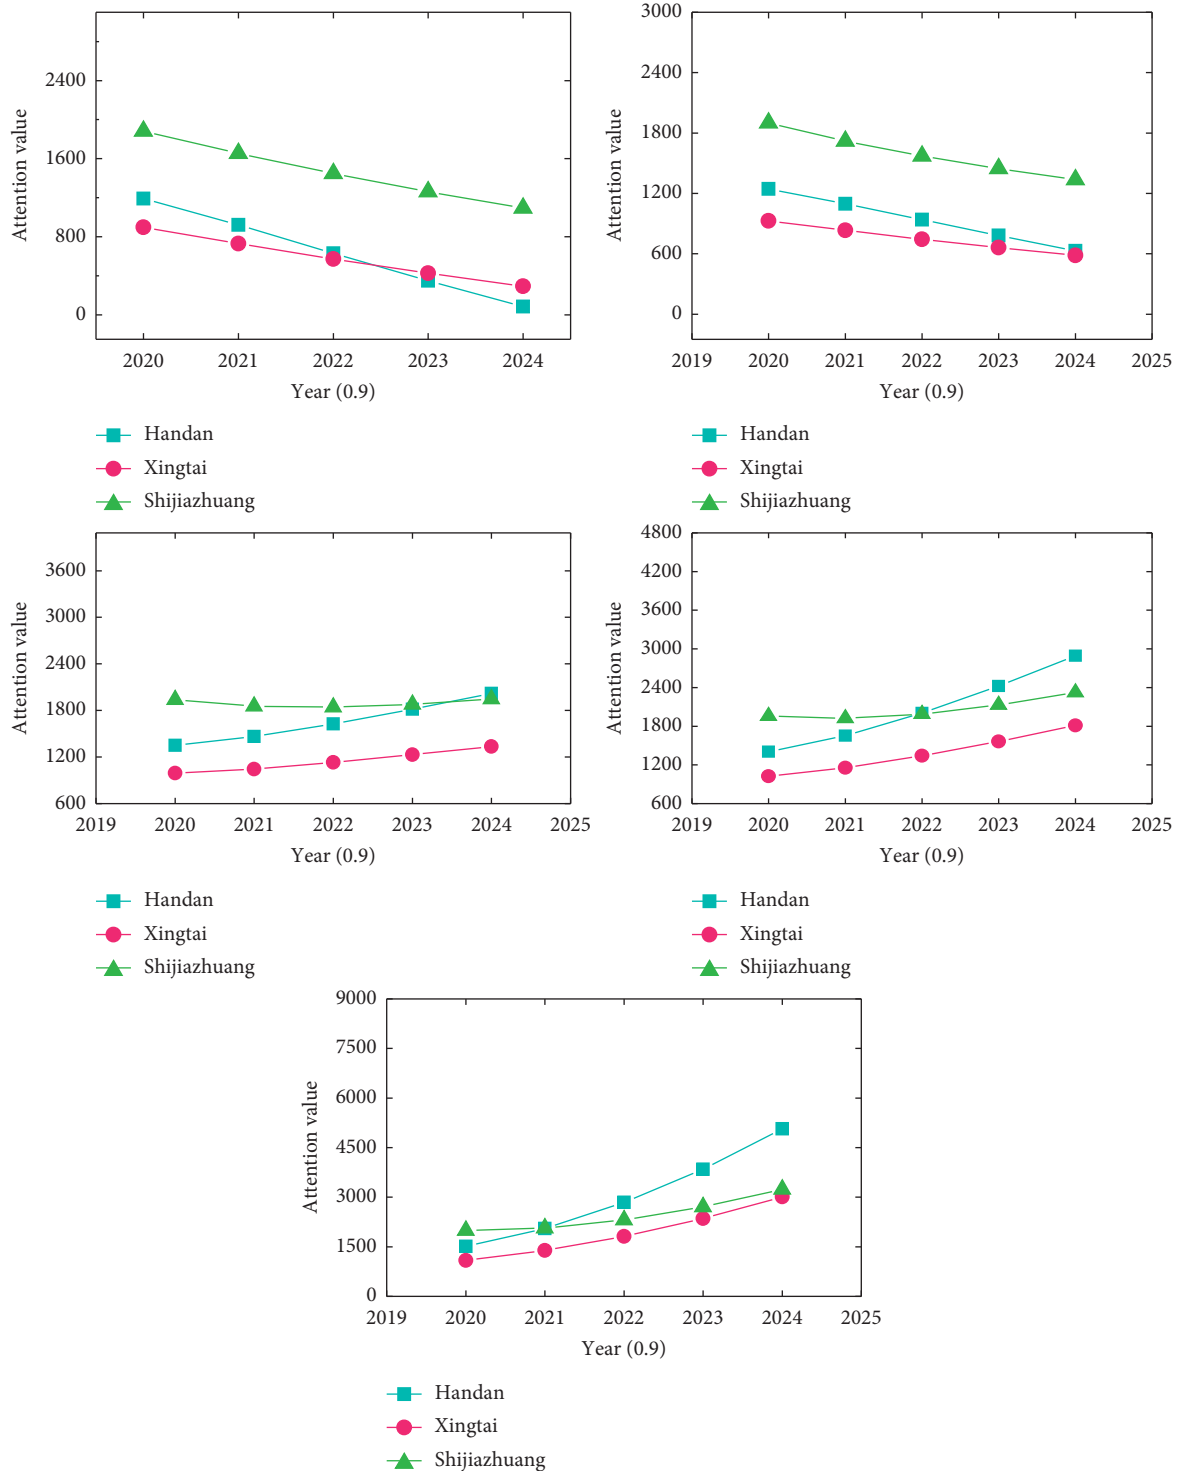 2400
1600
800
0
Attention value
2020 2021 2022 2023 2024
Year (0.9)
Handan
Xingtai
Shijiazhuang
3000
2400
1800
1200
600
0
Attention value
2019 2020 2021 2022 2023 2024 2025
Year (0.9)
Handan
Xingtai
Shijiazhuang
3600
3000
2400
1800
1200
600
Attention value
2019 2020 2021 2022 2023 2024 2025
Year (0.9)
Handan
Xingtai
Shijiazhuang
4800
4200
3600
3000
2400
1800
1200
600
Attention value
2019 2020 2021 2022 2023 2024 2025
Year (0.9)
Handan
Xingtai
Shijiazhuang
9000
7500
6000
4500
3000
1500
0
Attention value
2019 2020 2021 2022 2023 2024 2025
Year (0.9)
Handan
Xingtai
Shijiazhuang